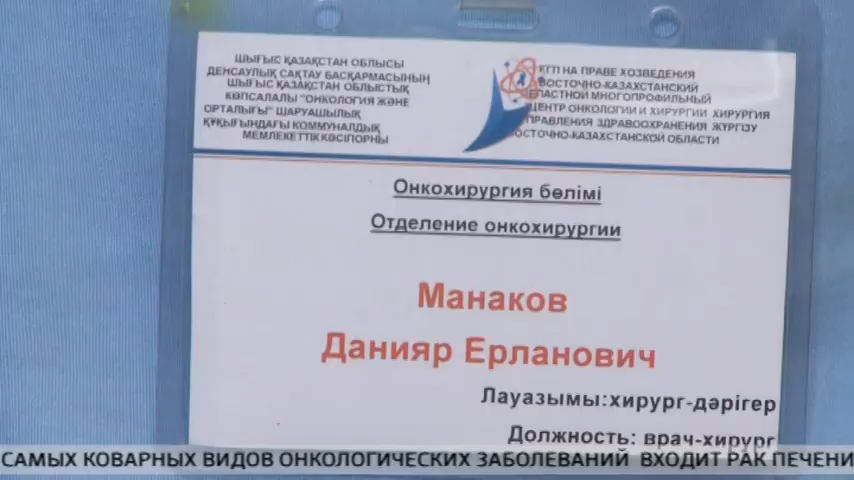 ШЫҒЫС ҚАЗАҚСТАН ОБЛЫСЫ
ДЕНСАУЛЫҚ САҚТАУ БАСҚАРМАСЫНЫҢ
ШЫҒЫС ҚАЗАҚСТАН ОБЛЫСТЫҚ
КӨПСАЛАЛЫ "ОНКОЛОГИЯ ЖӘНЕ
ОРТАЛЫҒЫ" ШАРУАШЫЛЫҚ
ҚҰҚЫҒЫНДАҒЫ КОММУНАЛДЫҚ
МЕМЛЕКЕТТІК КӘСІПОРНЫ
КГП НА ПРАВЕ ХОЗВЕДЕНИЯ
ВОСТОЧНО-КАЗАХСТАНСКИЙ
ОБЛАСТНОЙ МНОГОПРОФИЛЬНЫЙ
ЦЕНТР ОНКОЛОГИИ И ХИРУРГИИ ХИРУРГИЯ
УПРАВЛЕНИЯ ЗДРАВООХРАНЕНИЯ ЖҮРГІЗУ
ВОСТОЧНО-КАЗАХСТАНСКОЙ ОБЛАСТИ
Онкохирургия бөлімі
Отделение онкохирургии
Манаков
Данияр Ерланович
Лауазымы:хирург-дәрігер
Должность: врач-хирург
САМЫХ КОВАРНЫХ ВИДОВ ОНКОЛОГИЧЕСКИХ ЗАБОЛЕВАНИЙ ВХОДИТ РАК ПЕЧЕНИ